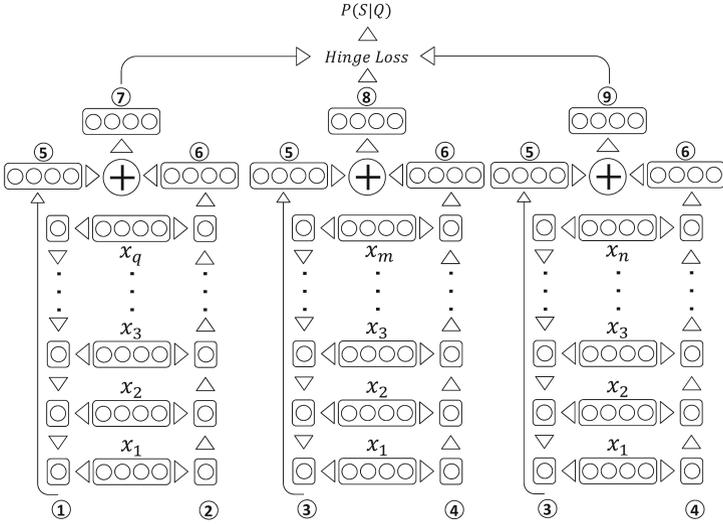 P(S|Q)
Hinge Loss
⑦ ⑧ ⑨
⑤ ⑥ ⑤ ⑥ ⑤ ⑥
+ + +
x_q x_m x_n
x_3 x_3 x_3
x_2 x_2 x_2
x_1 x_1 x_1
① ② ③ ④ ③ ④